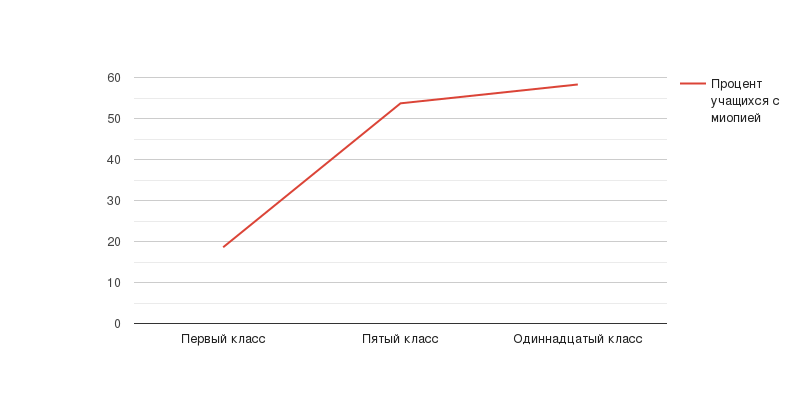 60
50
40
30
20
10
0
Первый класс
Пятый класс
Одиннадцатый класс
Процент
учащихся с
миопией